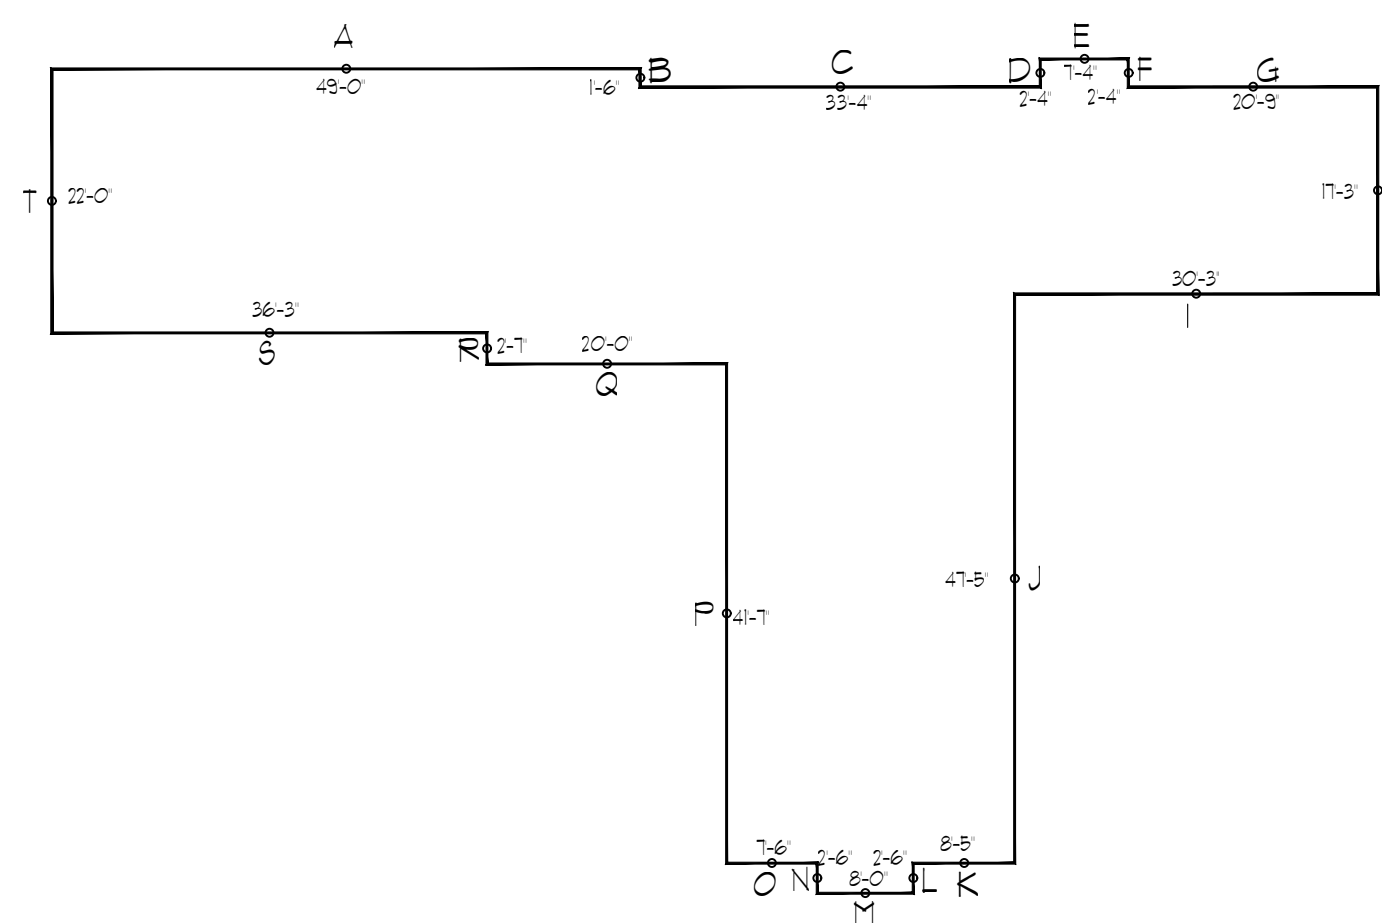 A
49'-0"
1'-6"
B
C
33'-4"
D
2'-4"
E
7'-4"
F
2'-4"
G
20'-9"
T
22'-0"
17'-3"
30'-3"
I
36'-3"
S
R
2'-7"
20'-0"
Q
47'-5"
J
P
41'-7"
7'-6"
O
N
2'-6"
8'-0"
M
2'-6"
L
8'-5"
K